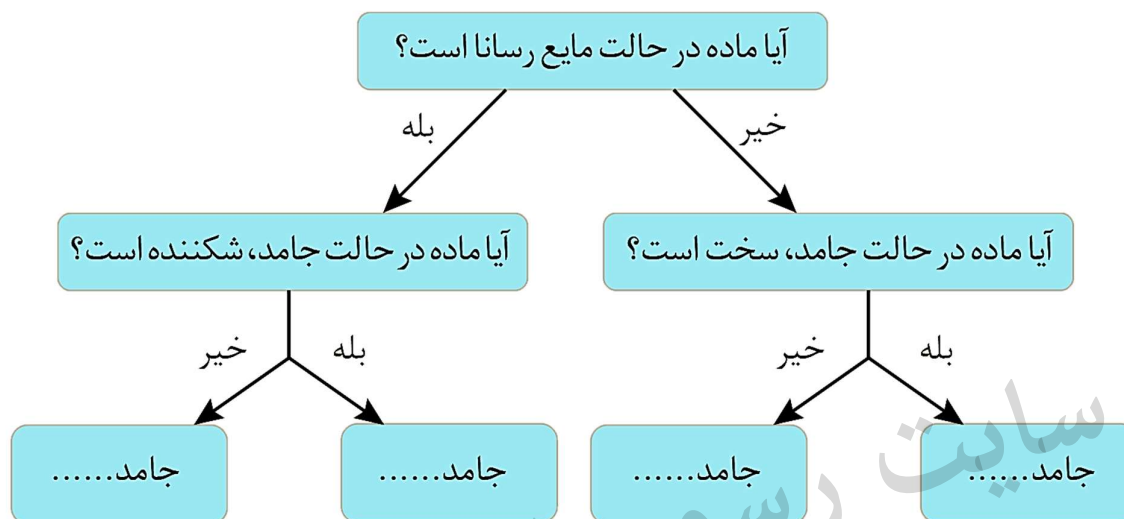 آیا ماده در حالت مایع رسانا است؟
خیر
بله
آیا ماده در حالت جامد، سخت است؟
آیا ماده در حالت جامد، شکننده است؟
بله
خیر
بله
خیر
جامد......
جامد......
جامد......
جامد......
سایت